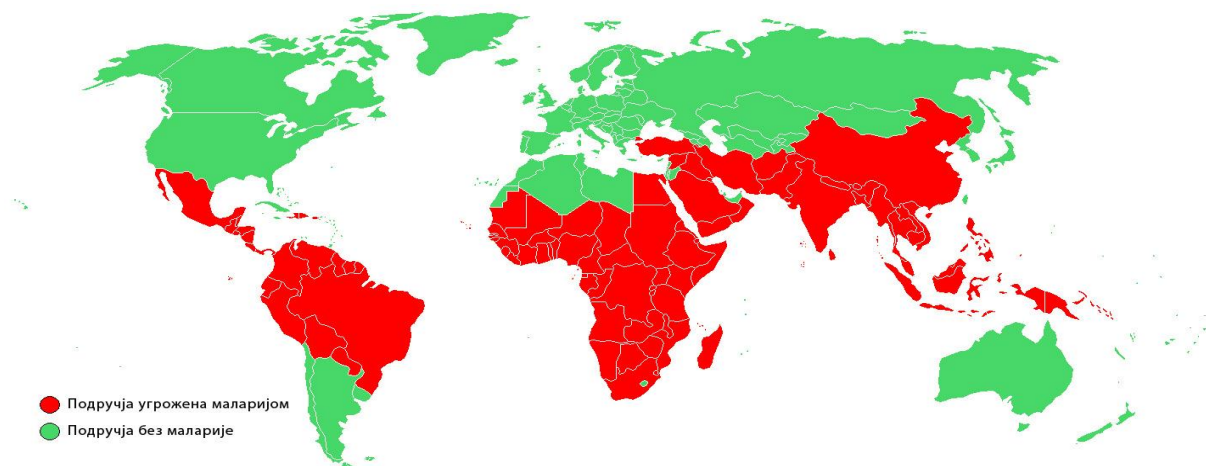 Подручја угрожена маларијом
Подручја без маларије